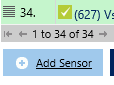 34. (627) Vs
1 to 34 of 34
Add Sensor